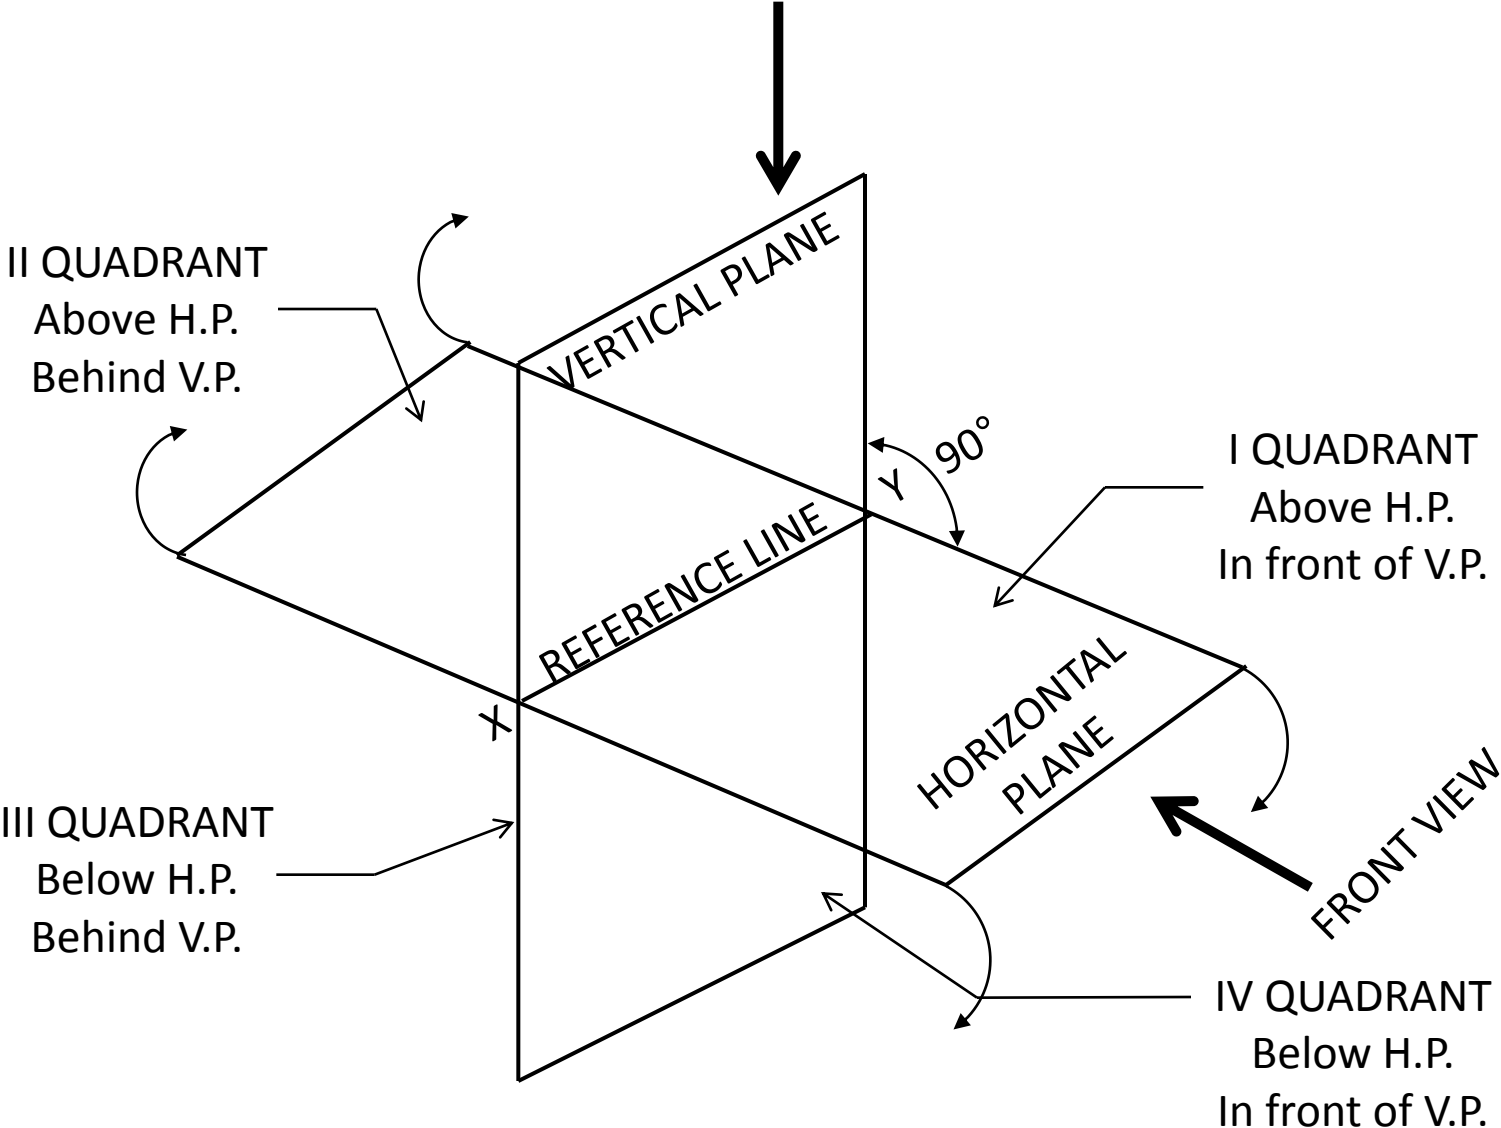 II QUADRANT
Above H.P.
Behind V.P.
VERTICAL PLANE
90°
Y
I QUADRANT
Above H.P.
In front of V.P.
REFERENCE LINE
X
HORIZONTAL
PLANE
FRONT VIEW
III QUADRANT
Below H.P.
Behind V.P.
IV QUADRANT
Below H.P.
In front of V.P.